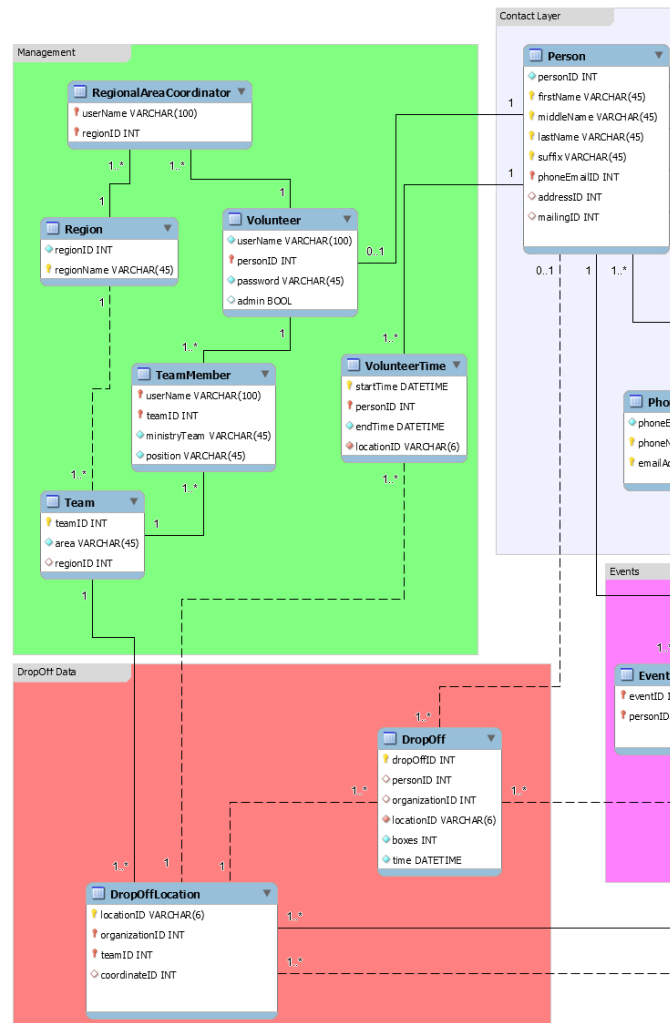 Contact Layer
Person
personID INT
firstName VARCHAR(45)
middleName VARCHAR(45)
lastName VARCHAR(45)
suffix VARCHAR(45)
phoneEmailID INT
addressID INT
mailingID INT
Management
RegionalAreaCoordinator
userName VARCHAR(100)
regionID INT
1..*
1..*
1
1
1
1
Region
regionID INT
regionName VARCHAR(45)
1
Volunteer
userName VARCHAR(100)
personID INT
password VARCHAR(45)
admin BOOL
0..1
1
0..1
1
1..*
1..*
1..*
TeamMember
userName VARCHAR(100)
teamID INT
ministryTeam VARCHAR(45)
position VARCHAR(45)
1..*
VolunteerTime
startTime DATETIME
personID INT
endTime DATETIME
locationID VARCHAR(6)
1..*
Pho
phoneE
phoneN
emailAd
1..*
Team
teamID INT
area VARCHAR(45)
regionID INT
1
1
Events
1..*
Event
eventID I
personID
DropOff Data
1..*
DropOff
dropOffID INT
personID INT
organizationID INT
locationID VARCHAR(6)
boxes INT
time DATETIME
1..*
1..*
1..*
1
1
DropOffLocation
locationID VARCHAR(6)
organizationID INT
teamID INT
coordinateID INT
1..*
1..*